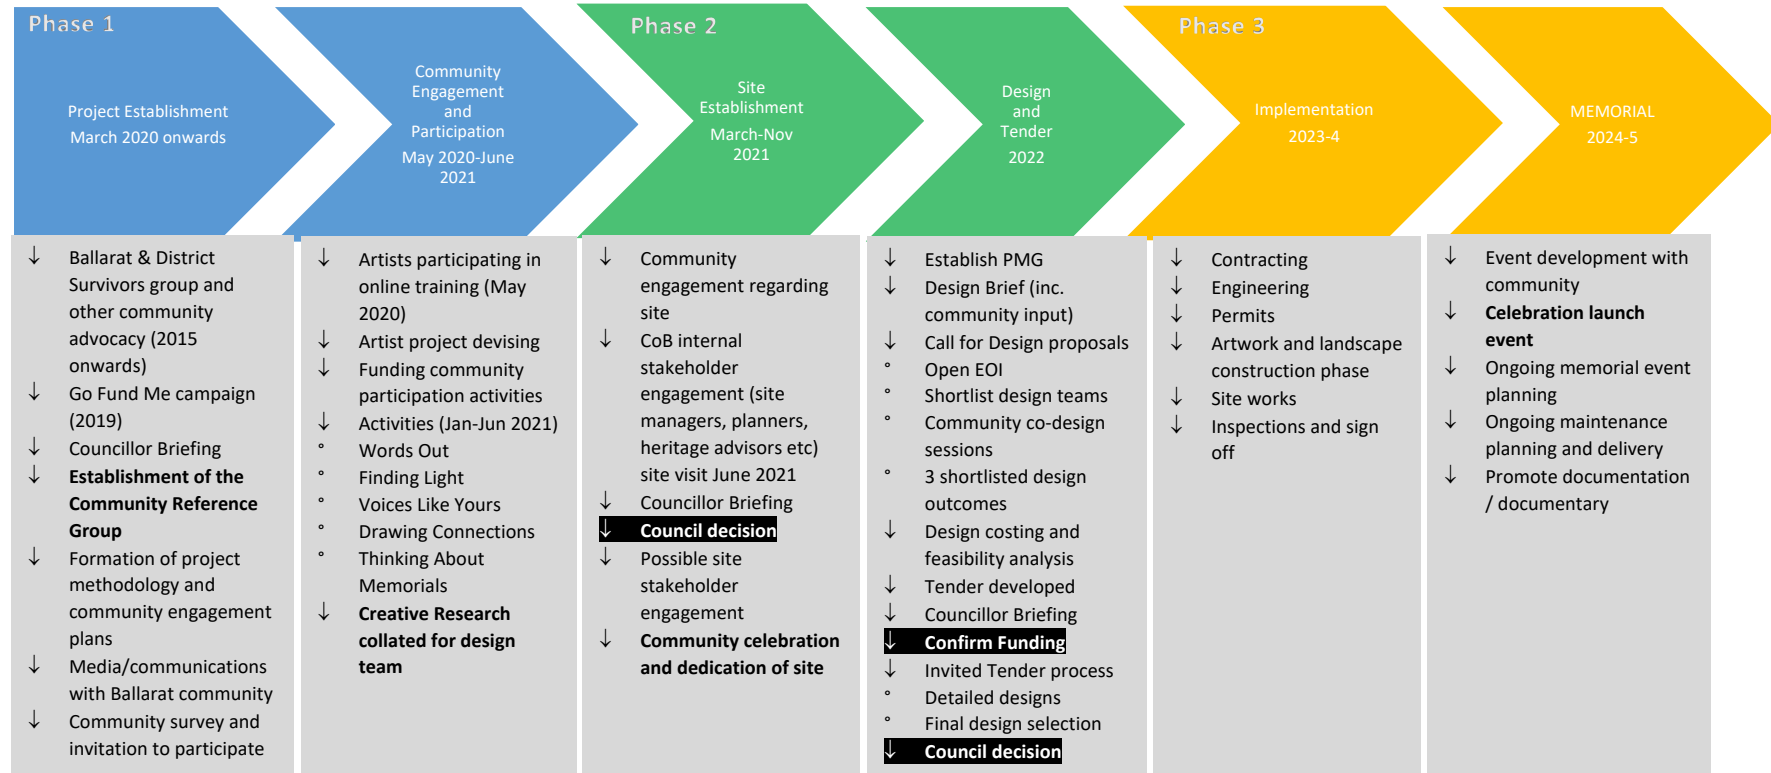 Phase 1
Project Establishment
March 2020 onwards
Community
Engagement
and
Participation
May 2020-June
2021
Phase 2
Site
Establishment
March-Nov
2021
Design
and
Tender
2022
Phase 3
Implementation
2023-4
MEMORIAL
2024-5
↓ Ballarat & District
Survivors group and
other community
advocacy (2015
onwards)
↓ Go Fund Me campaign
(2019)
↓ Councillor Briefing
↓ Establishment of the
Community Reference
Group
↓ Formation of project
methodology and
community engagement
plans
↓ Media/communications
with Ballarat community
↓ Community survey and
invitation to participate
↓ Artists participating in
online training (May
2020)
↓ Artist project devising
↓ Funding community
participation activities
↓ Activities (Jan-Jun 2021)
° Words Out
° Finding Light
° Voices Like Yours
° Drawing Connections
° Thinking About
Memorials
↓ Creative Research
collated for design
team
↓ Community
engagement regarding
site
↓ CoB internal
stakeholder
engagement (site
managers, planners,
heritage advisors etc)
site visit June 2021
↓ Councillor Briefing
↓ Council decision
↓ Possible site
stakeholder
engagement
↓ Community celebration
and dedication of site
↓ Establish PMG
↓ Design Brief (inc.
community input)
↓ Call for Design proposals
° Open EOI
° Shortlist design teams
° Community co-design
sessions
° 3 shortlisted design
outcomes
↓ Design costing and
feasibility analysis
↓ Tender developed
↓ Councillor Briefing
↓ Confirm Funding
↓ Invited Tender process
° Detailed designs
° Final design selection
↓ Council decision
↓ Contracting
↓ Engineering
↓ Permits
↓ Artwork and landscape
construction phase
↓ Site works
↓ Inspections and sign
off
↓ Event development with
community
↓ Celebration launch
event
↓ Ongoing memorial event
planning
↓ Ongoing maintenance
planning and delivery
↓ Promote documentation
/ documentary